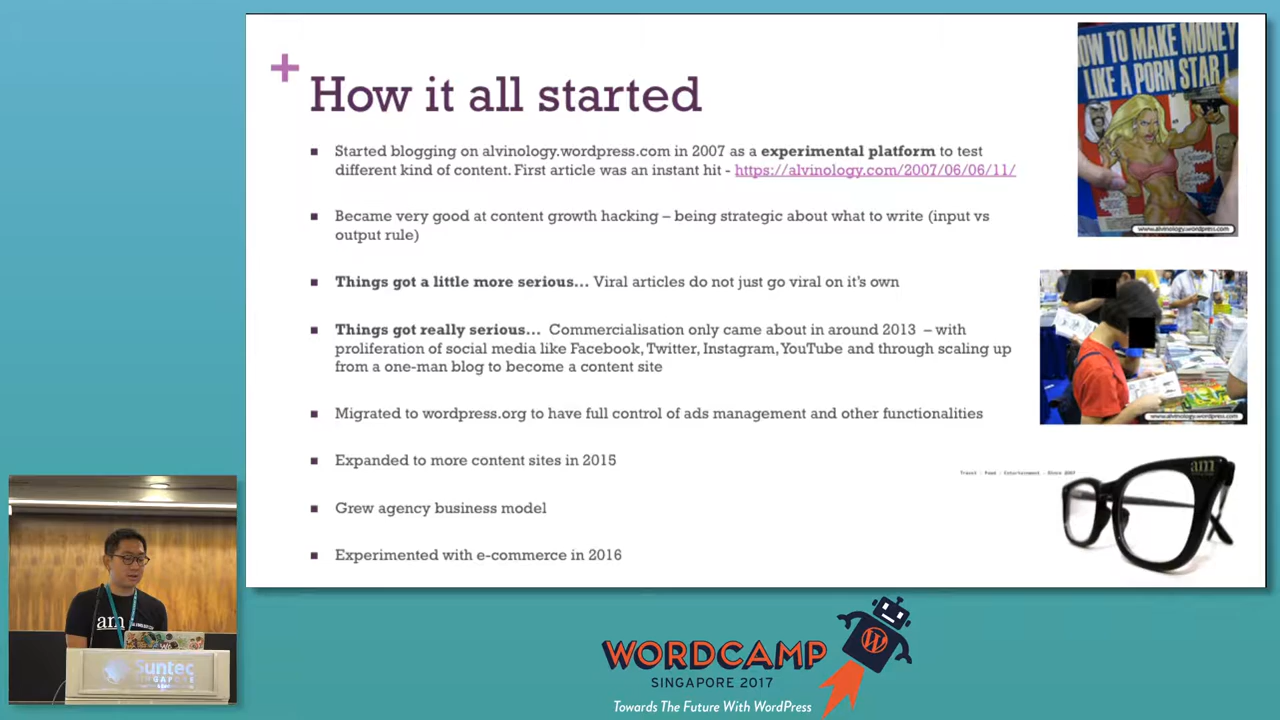 How it all started
Started blogging on alvinology.wordpress.com in 2007 as a experimental platform to test
different kind of content. First article was an instant hit - https://alvinology.com/2007/06/06/11/
Became very good at content growth hacking – being strategic about what to write (input vs
output rule)
Things got a little more serious... Viral articles do not just go viral on it's own
Things got really serious... Commercialisation only came about in around 2013 – with
proliferation of social media like Facebook, Twitter, Instagram, YouTube and through scaling up
from a one-man blog to become a content site
Migrated to wordpress.org to have full control of ads management and other functionalities
Expanded to more content sites in 2015
Grew agency business model
Experimented with e-commerce in 2016
OW TO MAKE MONEY
LIKE A PORN STAR!
www.alvinology.wordpress.com
www.alvinology.wordpress.com
Travel | Food | Entertainment | Since 2007
am
am
Suntec
SINGAPORE
WORDCAMP
SINGAPORE 2017
Towards The Future With WordPress